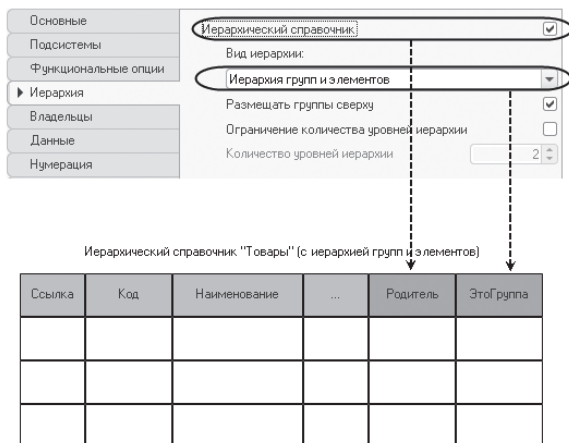 Основные
Подсистемы
Функциональные опции
Иерархия
Владельцы
Данные
Нумерация
Иерархический справочник
Вид иерархии:
Иерархия групп и элементов
Размещать группы сверху
Ограничение количества уровней иерархии
Количество уровней иерархии 2
Иерархический справочник "Товары" (с иерархией групп и элементов)
Ссылка Код Наименование ... Родитель ЭтоГруппа